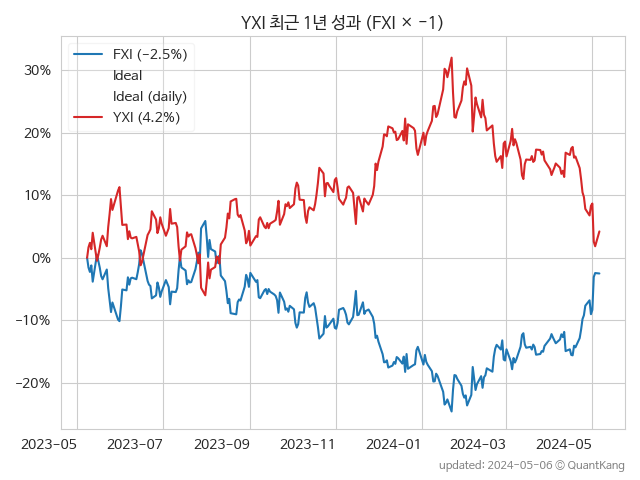 YXI 최근 1년 성과 (FXI × -1)
FXI (−2.5%)
Ideal
Ideal (daily)
YXI (4.2%)
30%
20%
10%
0%
−10%
−20%
2023-05 2023-07 2023-09 2023-11 2024-01 2024-03 2024-05
updated: 2024-05-06 © QuantKang